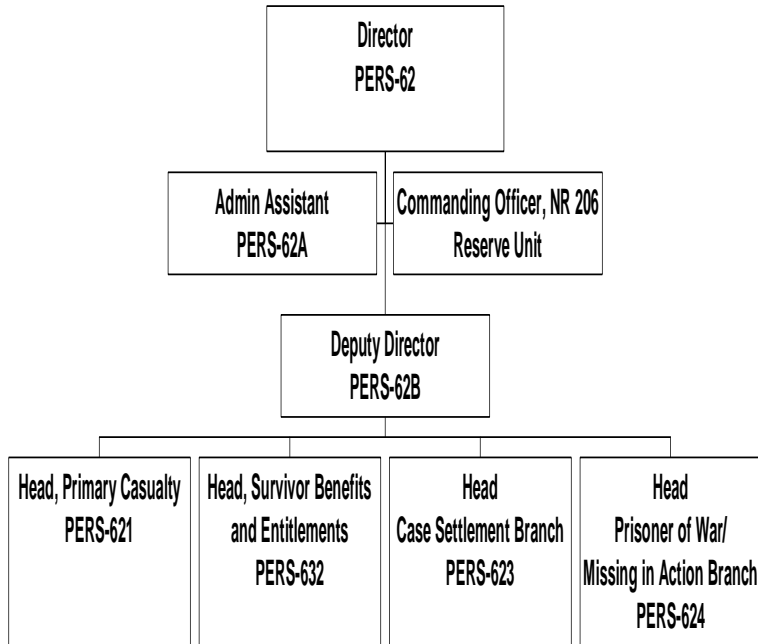 Director
PERS-62
Admin Assistant
PERS-62A
Commanding Officer, NR 206
Reserve Unit
Deputy Director
PERS-62B
Head, Primary Casualty
PERS-621
Head, Survivor Benefits
and Entitlements
PERS-632
Head
Case Settlement Branch
PERS-623
Head
Prisoner of War/
Missing in Action Branch
PERS-624